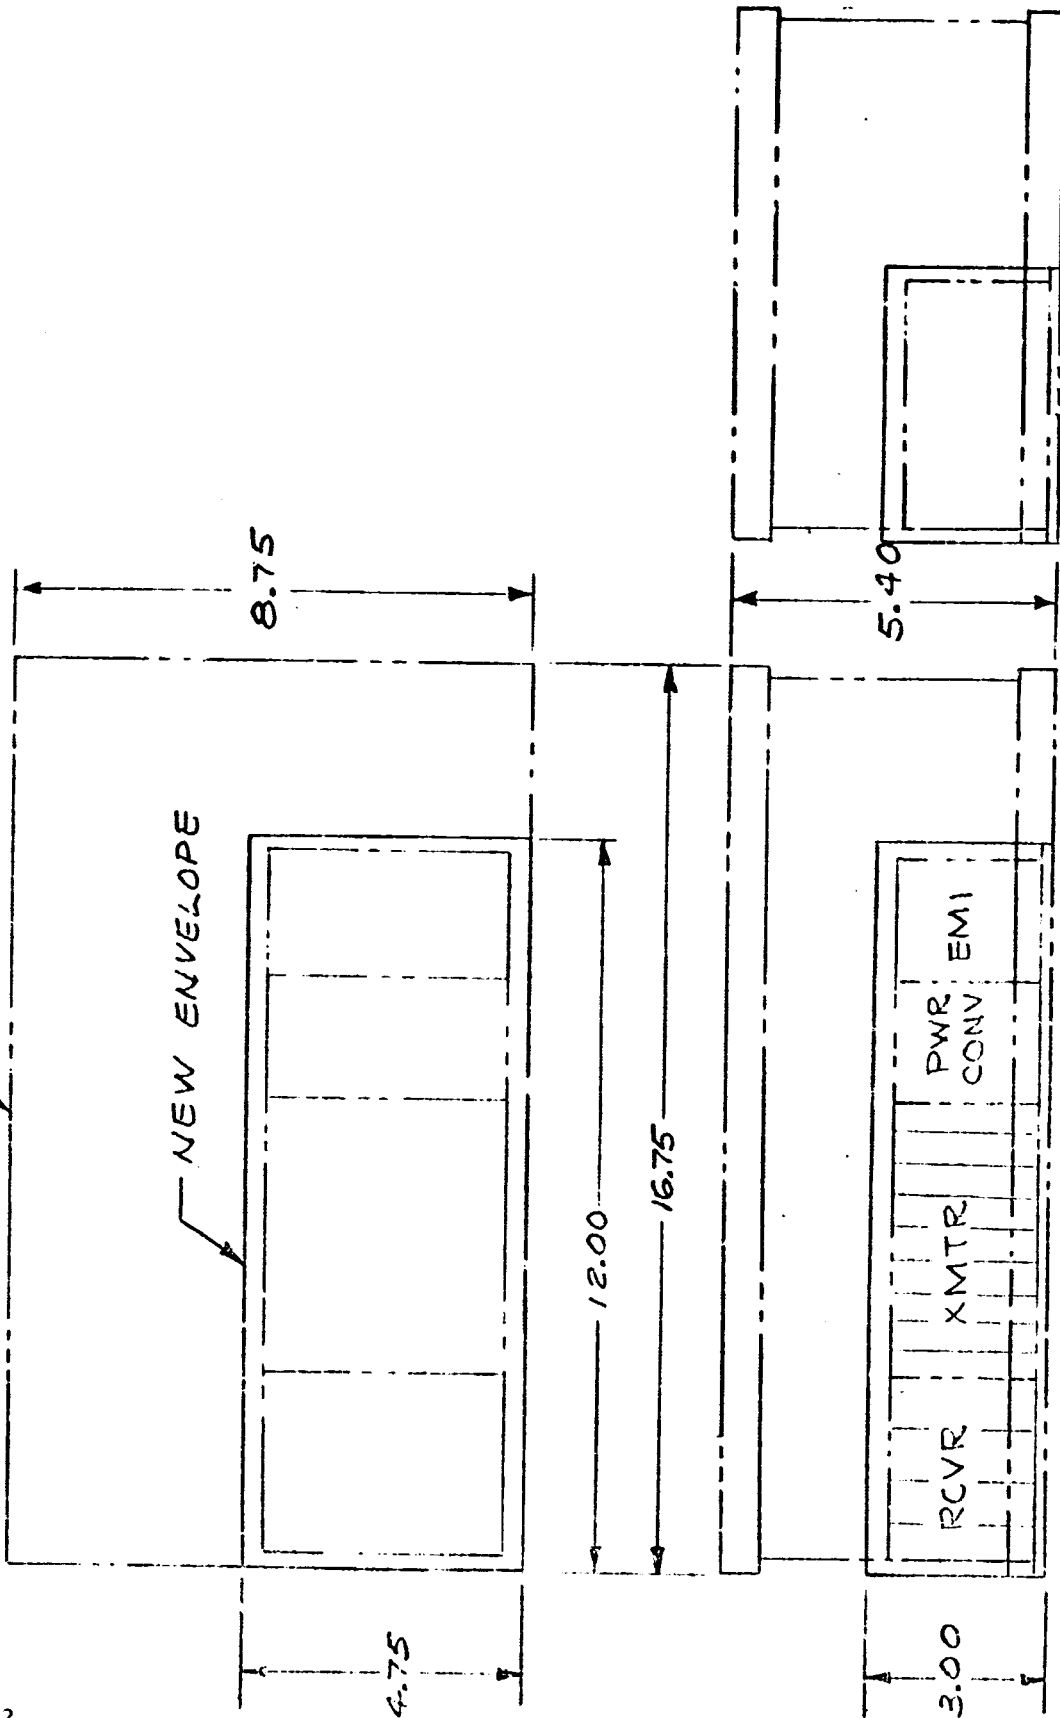 8.75
NEW ENVELOPE
4.75
12.00
16.75
5.40
RCVR
XMTR
PWR
CONV
EMI
3.00